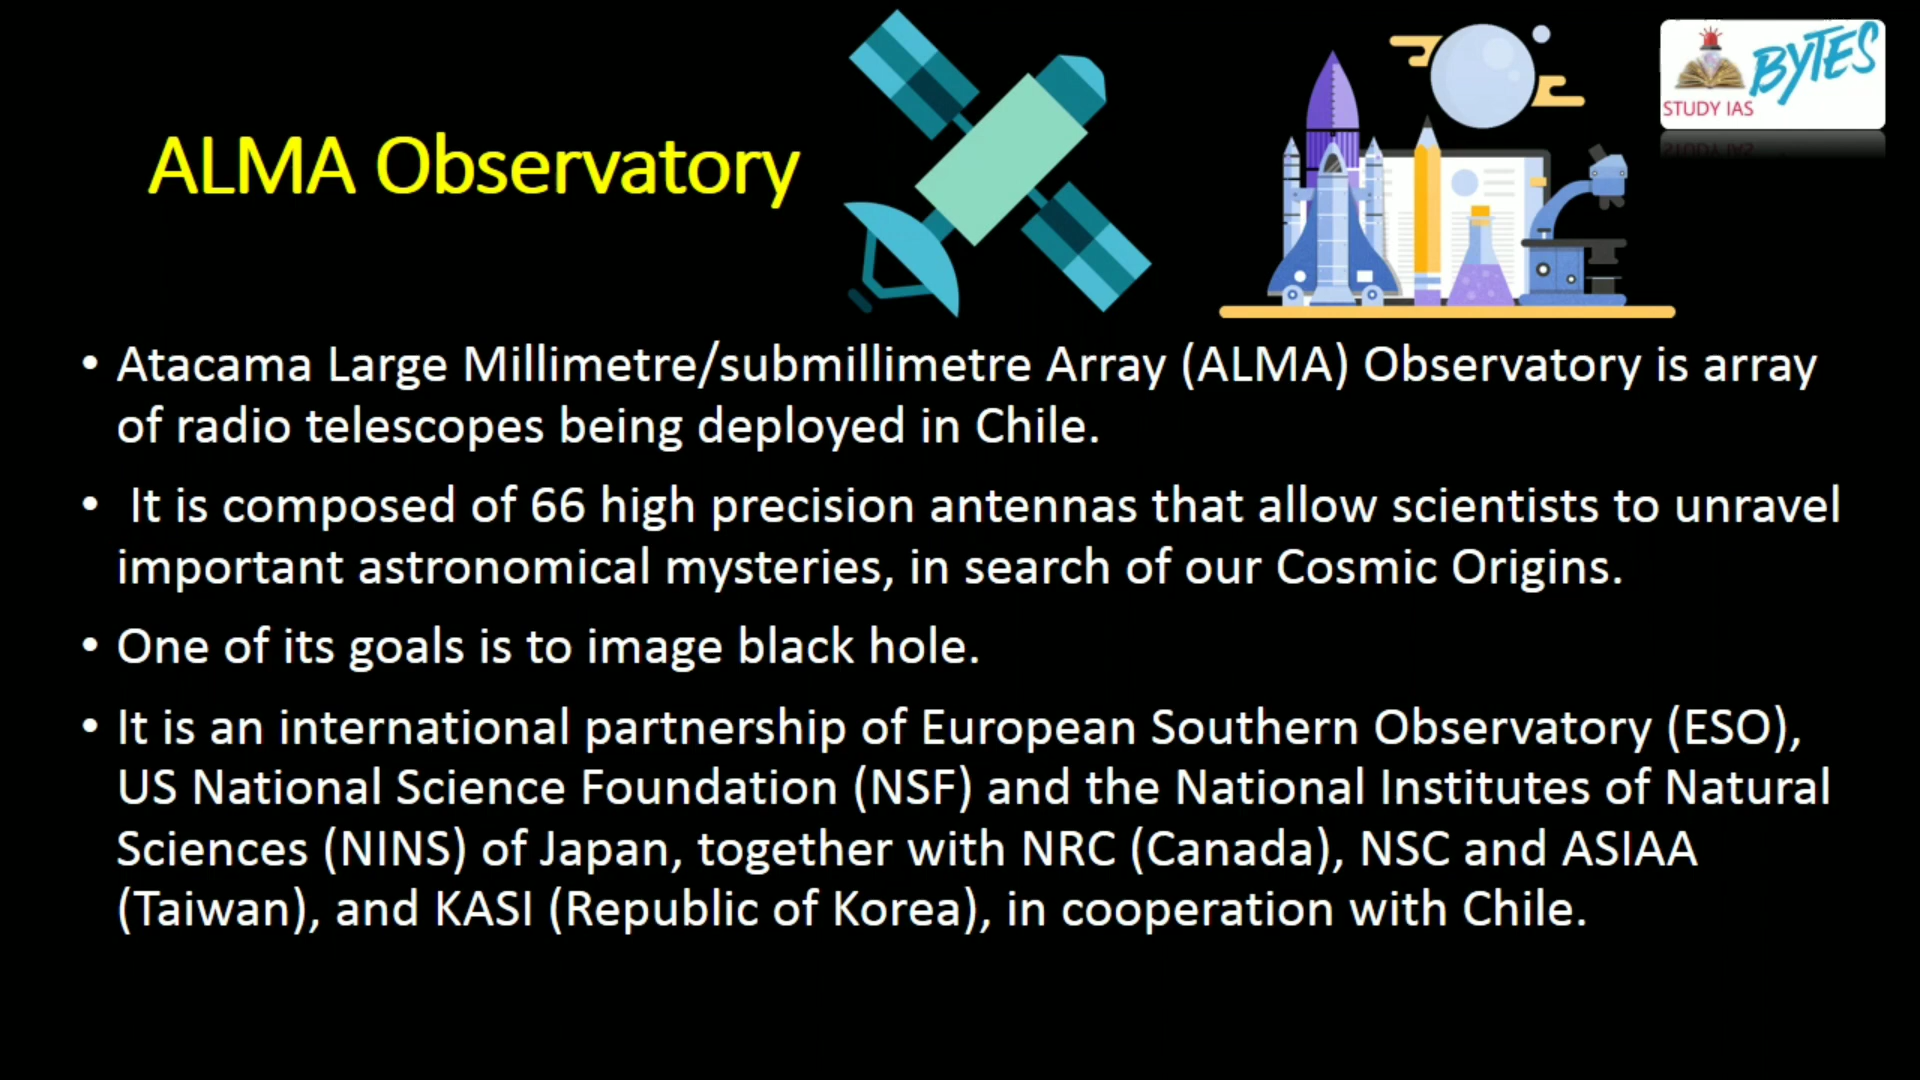 BYTES
STUDY IAS
ALMA Observatory
• Atacama Large Millimetre/submillimetre Array (ALMA) Observatory is array
of radio telescopes being deployed in Chile.
• It is composed of 66 high precision antennas that allow scientists to unravel
important astronomical mysteries, in search of our Cosmic Origins.
• One of its goals is to image black hole.
• It is an international partnership of European Southern Observatory (ESO),
US National Science Foundation (NSF) and the National Institutes of Natural
Sciences (NINS) of Japan, together with NRC (Canada), NSC and ASIAA
(Taiwan), and KASI (Republic of Korea), in cooperation with Chile.